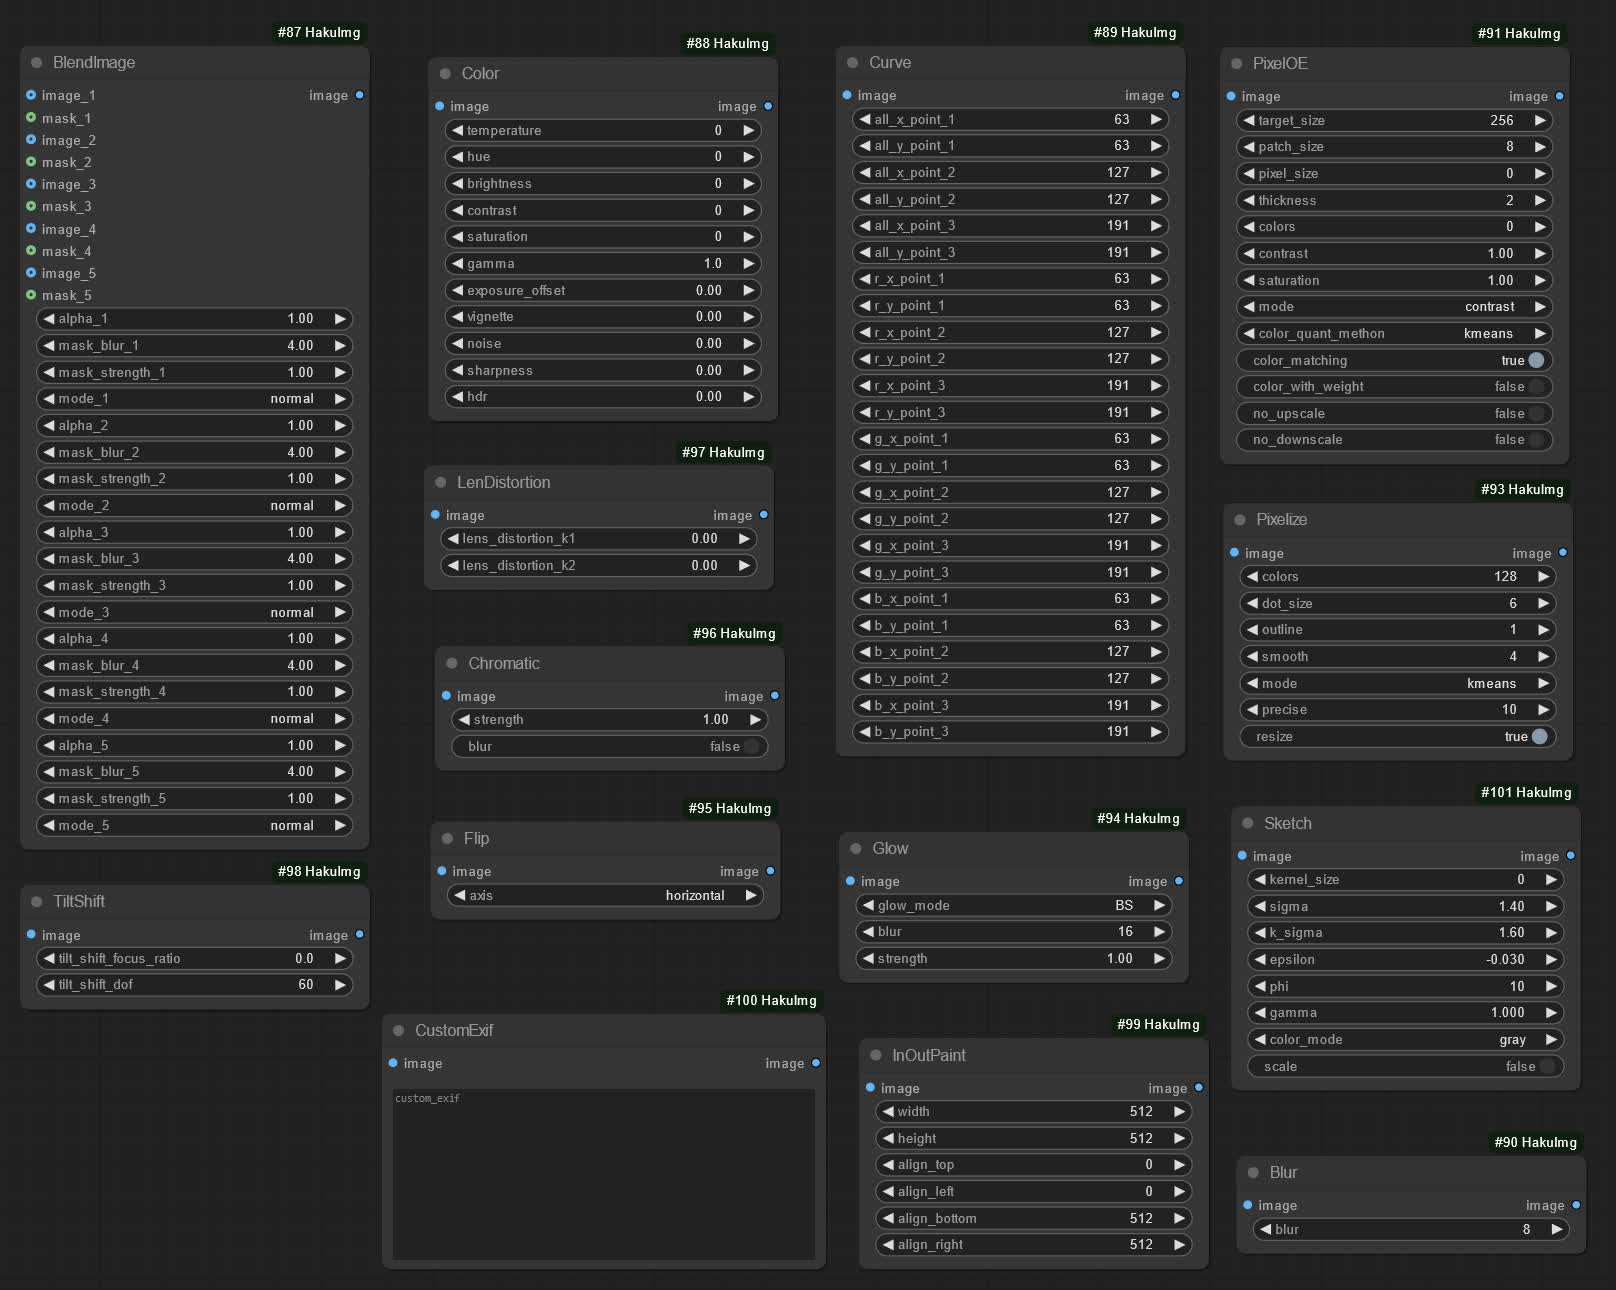 #87 HakuImg
BlendImage
image_1 image
mask_1
image_2
mask_2
image_3
mask_3
image_4
mask_4
image_5
mask_5
alpha_1 1.00
mask_blur_1 4.00
mask_strength_1 1.00
mode_1 normal
alpha_2 1.00
mask_blur_2 4.00
mask_strength_2 1.00
mode_2 normal
alpha_3 1.00
mask_blur_3 4.00
mask_strength_3 1.00
mode_3 normal
alpha_4 1.00
mask_blur_4 4.00
mask_strength_4 1.00
mode_4 normal
alpha_5 1.00
mask_blur_5 4.00
mask_strength_5 1.00
mode_5 normal
#98 HakuImg
TiltShift
image image
tilt_shift_focus_ratio 0.0
tilt_shift_dof 60
#88 HakuImg
Color
image image
temperature 0
hue 0
brightness 0
contrast 0
saturation 0
gamma 1.0
exposure_offset 0.00
vignette 0.00
noise 0.00
sharpness 0.00
hdr 0.00
#97 HakuImg
LenDistortion
image image
lens_distortion_k1 0.00
lens_distortion_k2 0.00
#96 HakuImg
Chromatic
image image
strength 1.00
blur false
#95 HakuImg
Flip
image image
axis horizontal
#100 HakuImg
CustomExif
image image
custom_exif
#89 HakuImg
Curve
image image
all_x_point_1 63
all_y_point_1 63
all_x_point_2 127
all_y_point_2 127
all_x_point_3 191
all_y_point_3 191
r_x_point_1 63
r_y_point_1 63
r_x_point_2 127
r_y_point_2 127
r_x_point_3 191
r_y_point_3 191
g_x_point_1 63
g_y_point_1 63
g_x_point_2 127
g_y_point_2 127
g_x_point_3 191
g_y_point_3 191
b_x_point_1 63
b_y_point_1 63
b_x_point_2 127
b_y_point_2 127
b_x_point_3 191
b_y_point_3 191
#94 HakuImg
Glow
image image
glow_mode BS
blur 16
strength 1.00
#99 HakuImg
InOutPaint
image image
width 512
height 512
align_top 0
align_left 0
align_bottom 512
align_right 512
#91 HakuImg
PixelOE
image image
target_size 256
patch_size 8
pixel_size 0
thickness 2
colors 0
contrast 1.00
saturation 1.00
mode contrast
color_quant_methon kmeans
color_matching true
color_with_weight false
no_upscale false
no_downscale false
#93 HakuImg
Pixelize
image image
colors 128
dot_size 6
outline 1
smooth 4
mode kmeans
precise 10
resize true
#101 HakuImg
Sketch
image image
kernel_size 0
sigma 1.40
k_sigma 1.60
epsilon -0.030
phi 10
gamma 1.000
color_mode gray
scale false
#90 HakuImg
Blur
image image
blur 8